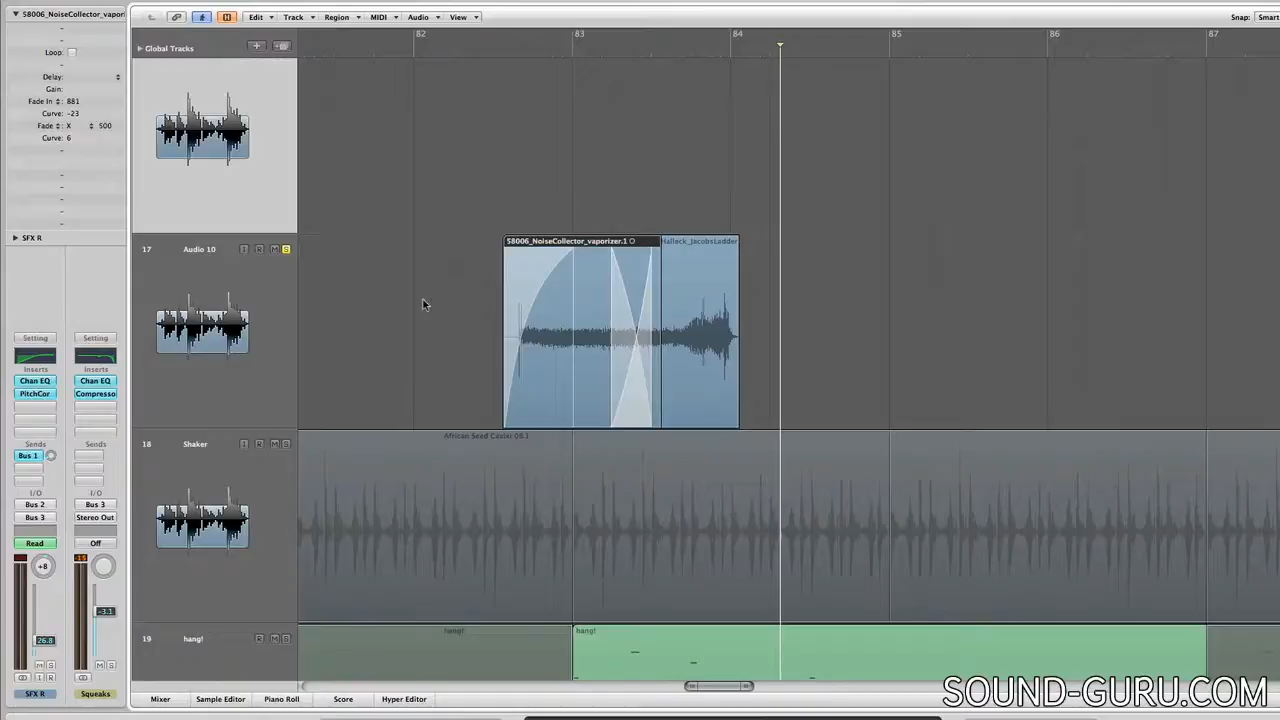 58006_NoiseCollector_vapori
Edit Track Region MIDI Audio View
Snap: Smart
Loop:
Delay:
Gain:
Fade In: 881
Curve: -23
Fade: X 500
Curve: 6
SFX R
Global Tracks
82 83 84 85 86 87
17 Audio 10 I R M S
58006_NoiseCollector_vaporizer.1
Halleck_JacobsLadder
18 Shaker I R M S
African Seed Caxier 06.1
19 hang! R M S
hang!
hang!
Setting Setting
Inserts Inserts
Chan EQ Chan EQ
PitchCor Compresso
Sends Sends
Bus 1
I/O I/O
Bus 2 Bus 3
Bus 3 Stereo Out
Read Off
+8
-3.1
26.8
M S M S
I R
SFX R Squeaks
Mixer Sample Editor Piano Roll Score Hyper Editor
SOUND-GURU.COM